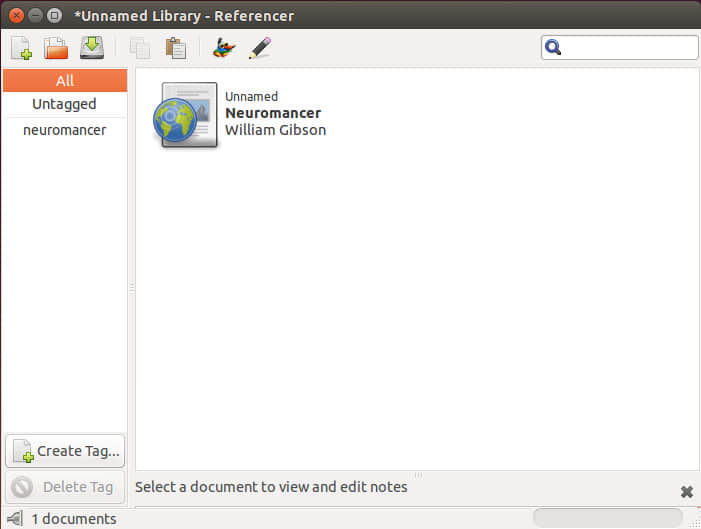 *Unnamed Library - Referencer
All
Untagged
neuromancer
Unnamed
Neuromancer
William Gibson
Create Tag...
Delete Tag
Select a document to view and edit notes
1 documents